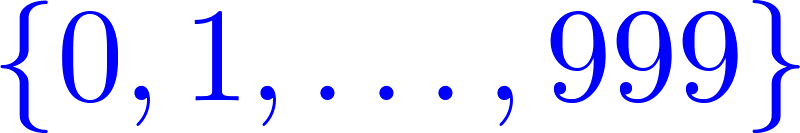 {0, 1, . . . , 999}